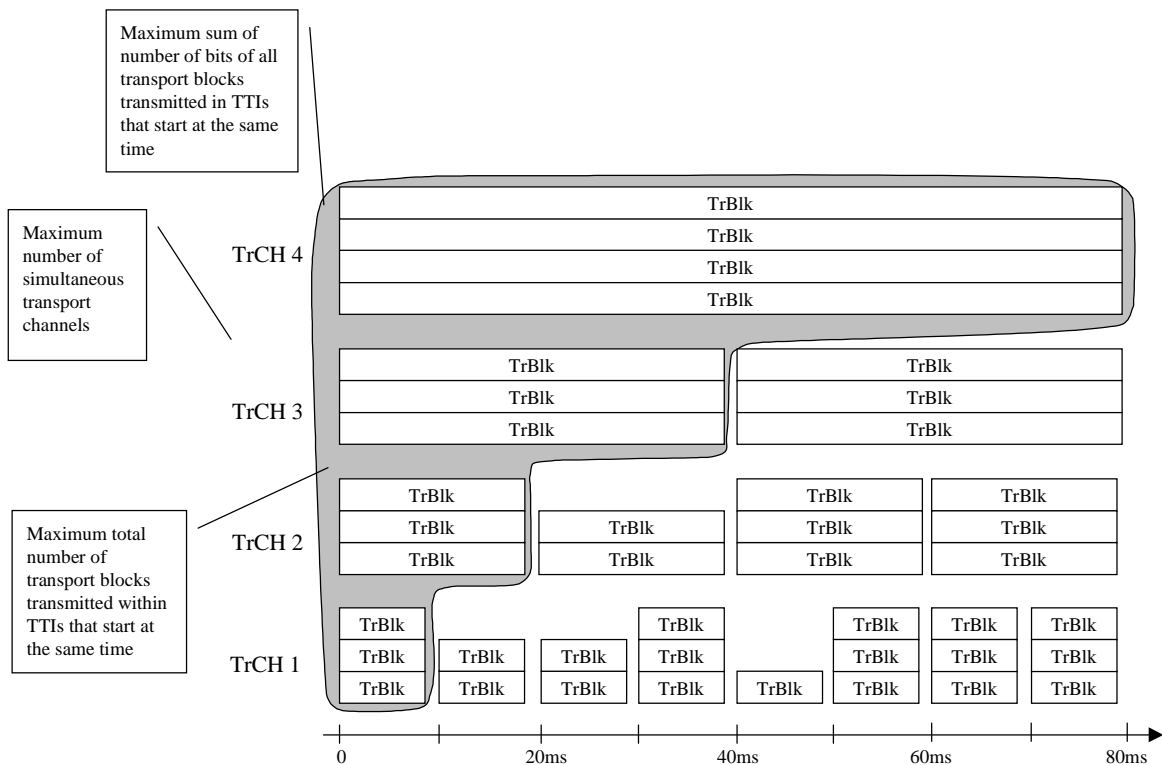 Maximum sum of
number of bits of all
transport blocks
transmitted in TTIs
that start at the same
time
Maximum
number of
simultaneous
transport
channels
Maximum total
number of
transport blocks
transmitted within
TTIs that start at
the same time
TrCH 4
TrBlk
TrBlk
TrBlk
TrBlk
TrCH 3
TrBlk TrBlk
TrBlk TrBlk
TrBlk TrBlk
TrCH 2
TrBlk TrBlk TrBlk
TrBlk TrBlk TrBlk TrBlk
TrBlk TrBlk TrBlk TrBlk
TrCH 1
TrBlk TrBlk TrBlk TrBlk TrBlk
TrBlk TrBlk TrBlk TrBlk TrBlk TrBlk TrBlk
TrBlk TrBlk TrBlk TrBlk TrBlk TrBlk TrBlk TrBlk
0 20ms 40ms 60ms 80ms